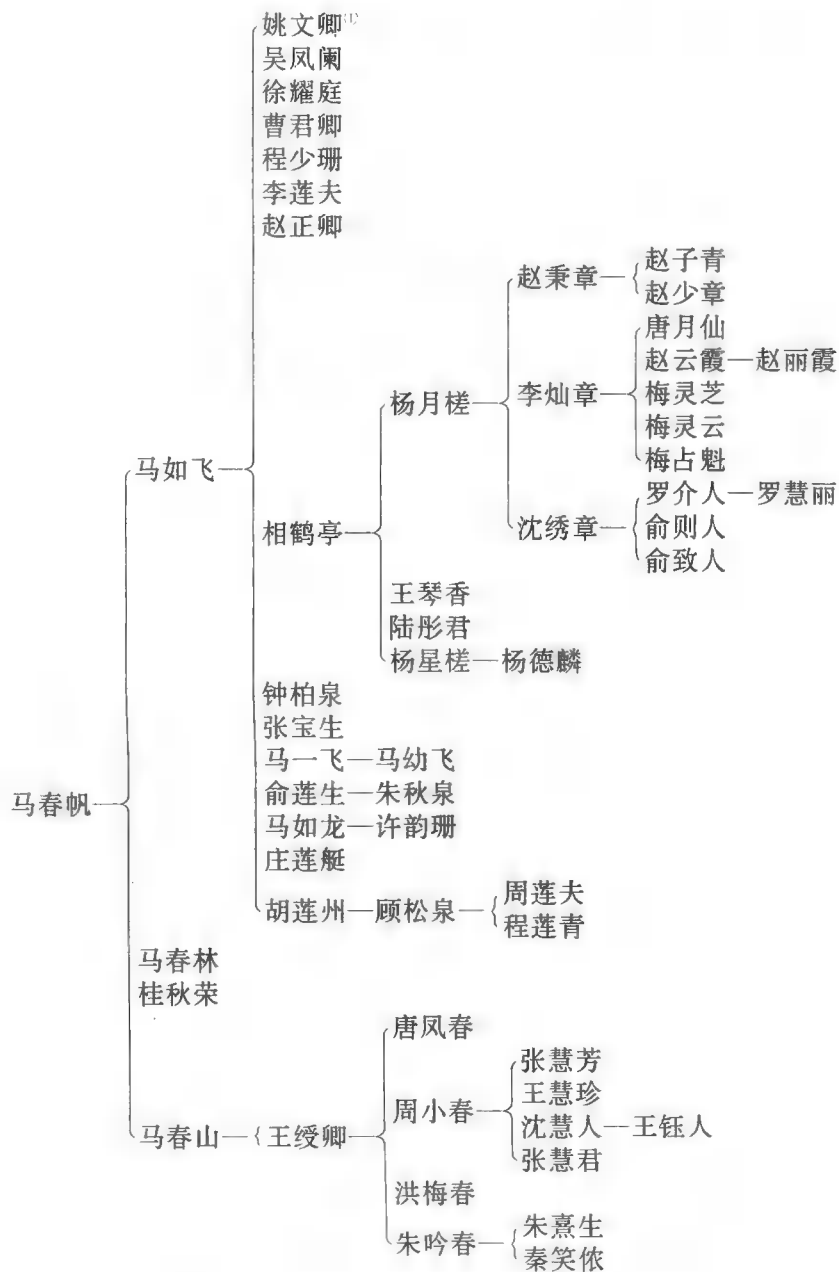 姚文卿[1]
吴凤阑
徐耀庭
曹君卿
程少珊
李莲夫
赵正卿
赵子青
赵秉章
赵少章
唐月仙
赵云霞—赵丽霞
杨月槎
李灿章
梅灵芝
梅灵云
梅占魁
马如飞
罗介人—罗慧丽
相鹤亭
沈绣章
俞则人
俞致人
王琴香
陆彤君
杨星槎—杨德麟
钟柏泉
张宝生
马一飞—马幼飞
马春帆
俞莲生—朱秋泉
马如龙—许韵珊
庄莲艇
周莲夫
胡莲州—顾松泉
程莲青
马春林
桂秋荣
唐凤春
张慧芳
周小春
王慧珍
马春山—王绶卿
沈慧人—王钰人
张慧君
洪梅春
朱熹生
朱吟春
秦笑侬